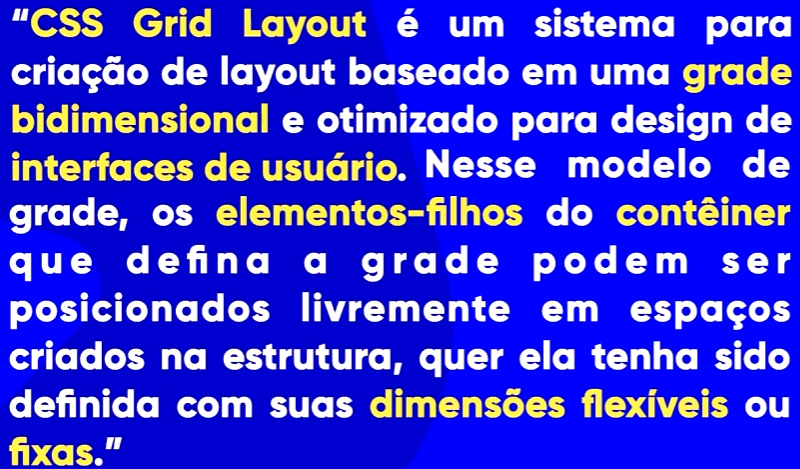 “CSS Grid Layout é um sistema para
criação de layout baseado em uma grade
bidimensional e otimizado para design de
interfaces de usuário. Nesse modelo de
grade, os elementos-filhos do contêiner
que defina a grade podem ser
posicionados livremente em espaços
criados na estrutura, quer ela tenha sido
definida com suas dimensões flexíveis ou
fixas.”